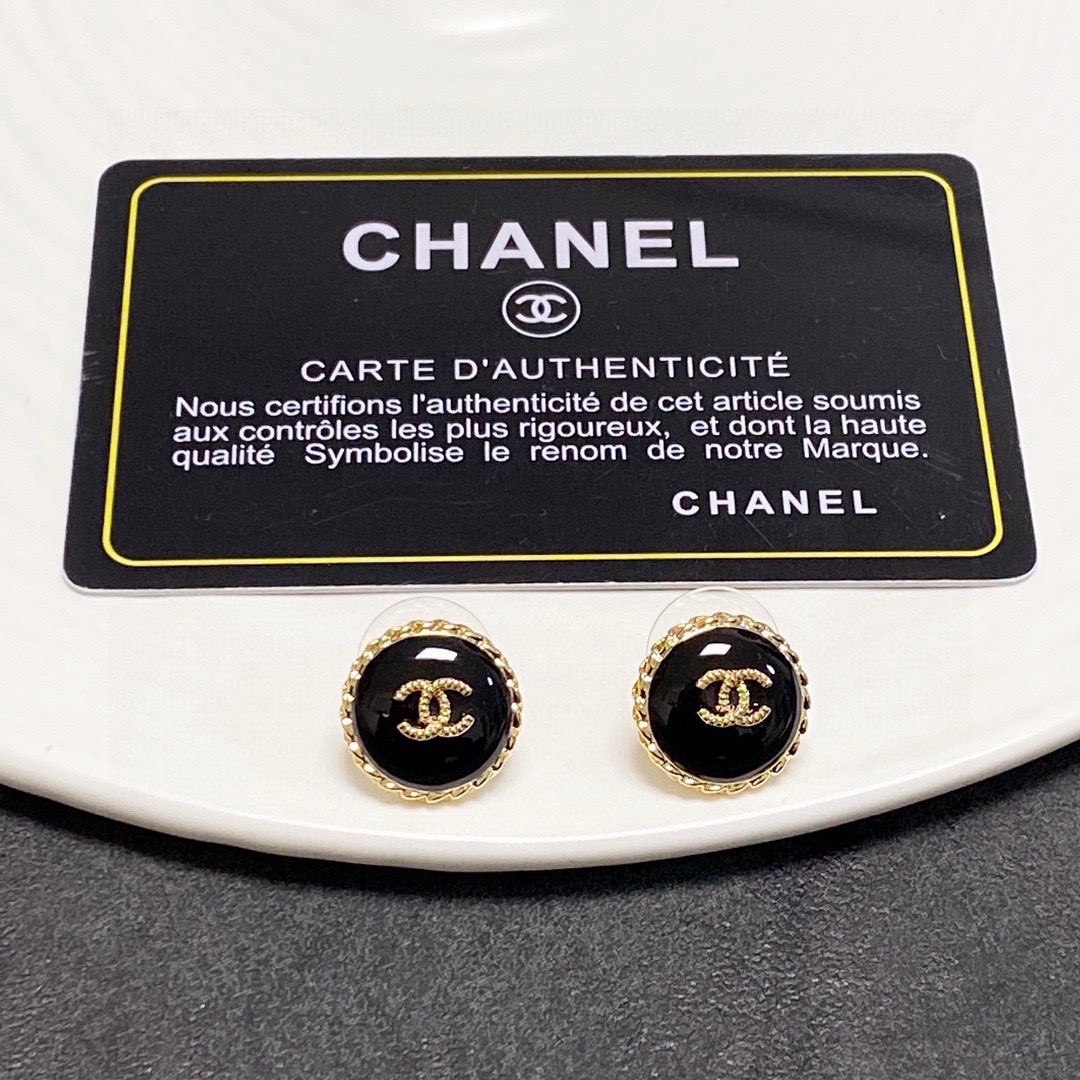 CHANEL
CARTE D'AUTHENTICITÉ
Nous certifions l'authenticité de cet article soumis
aux contrôles les plus rigoureux, et dont la haute
qualité Symbolise le renom de notre Marque.
CHANEL